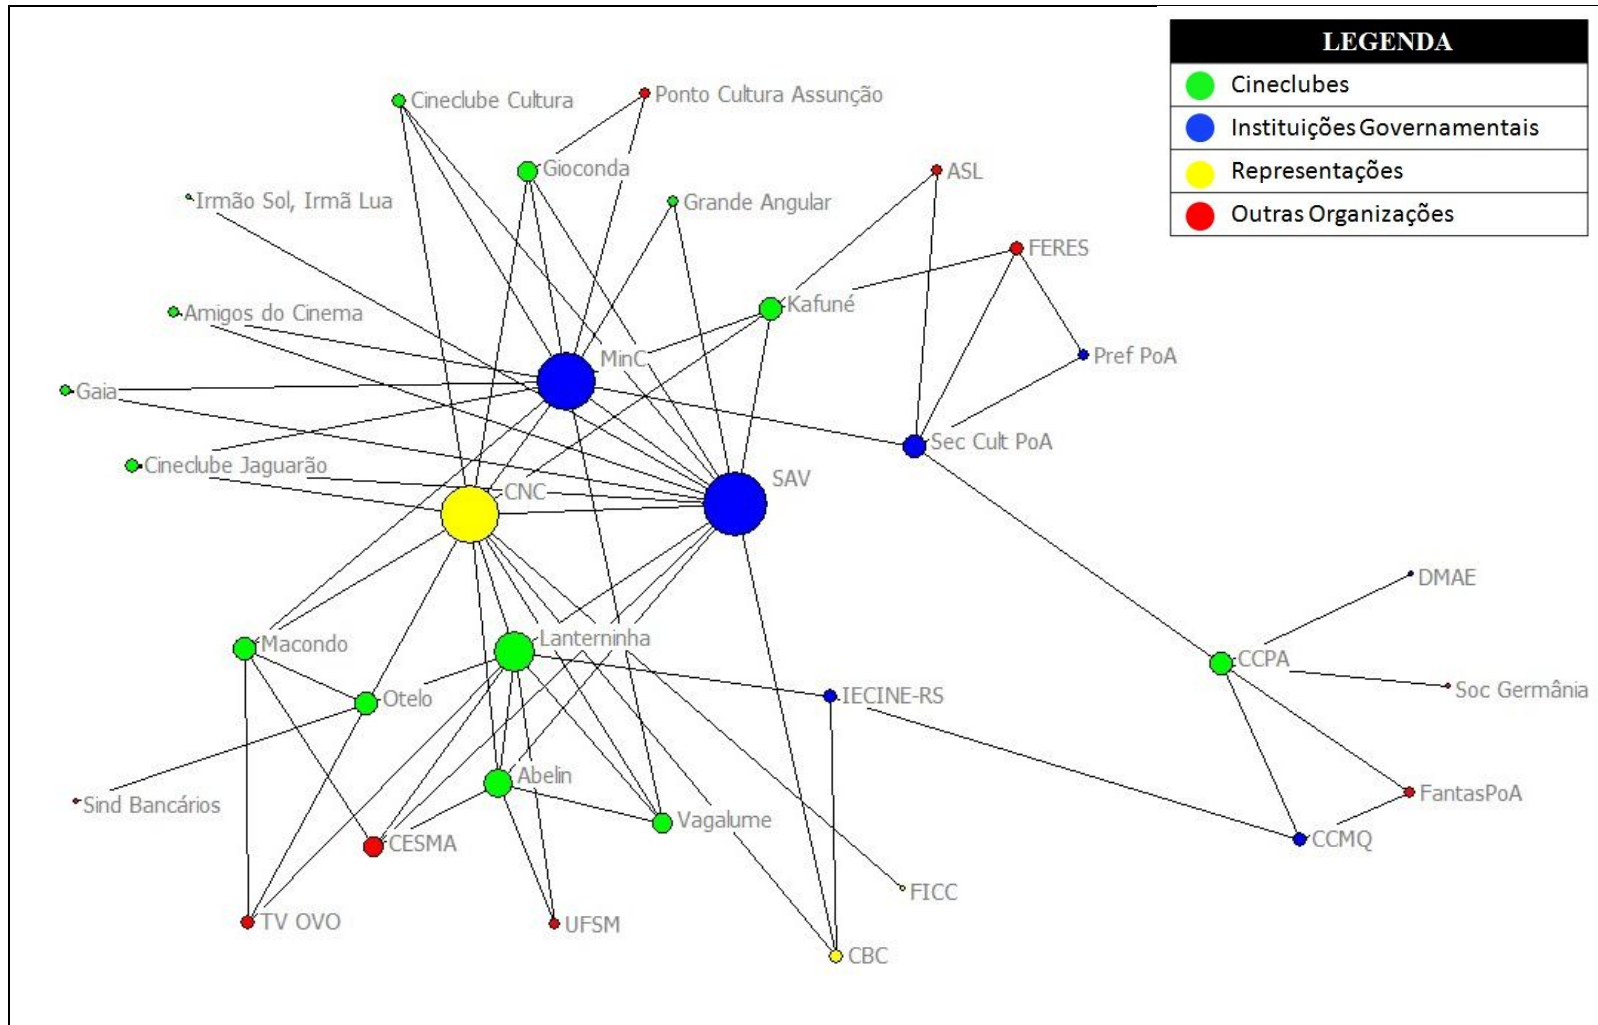 LEGENDA
Cineclubes
Instituições Governamentais
Representações
Outras Organizações
Cineclube Cultura
Ponto Cultura Assunção
Gioconda
ASL
Irmão Sol, Irmã Lua
Grande Angular
FERES
Kafuné
Amigos do Cinema
MinC
Pref PoA
Gaia
Sec Cult PoA
Cineclube Jaguarão
SAV
CNC
DMAE
Lanterninha
Macondo
CCPA
Soc Germânia
Otelo
IECINE-RS
Abelin
FantasPoA
Sind Bancários
Vagalume
CCMQ
CESMA
FICC
TV OVO
UFSM
CBC